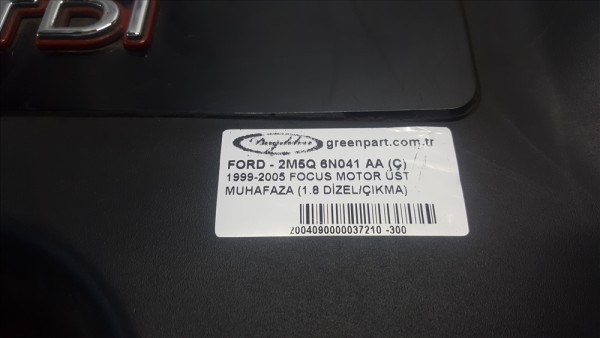 TDi
greenpart.com.tr
FORD - 2M5Q 6N041 AA (Ç)
1999-2005 FOCUS MOTOR ÜST
MUHAFAZA (1.8 DİZEL/ÇIKMA)
2004090000037210 -300